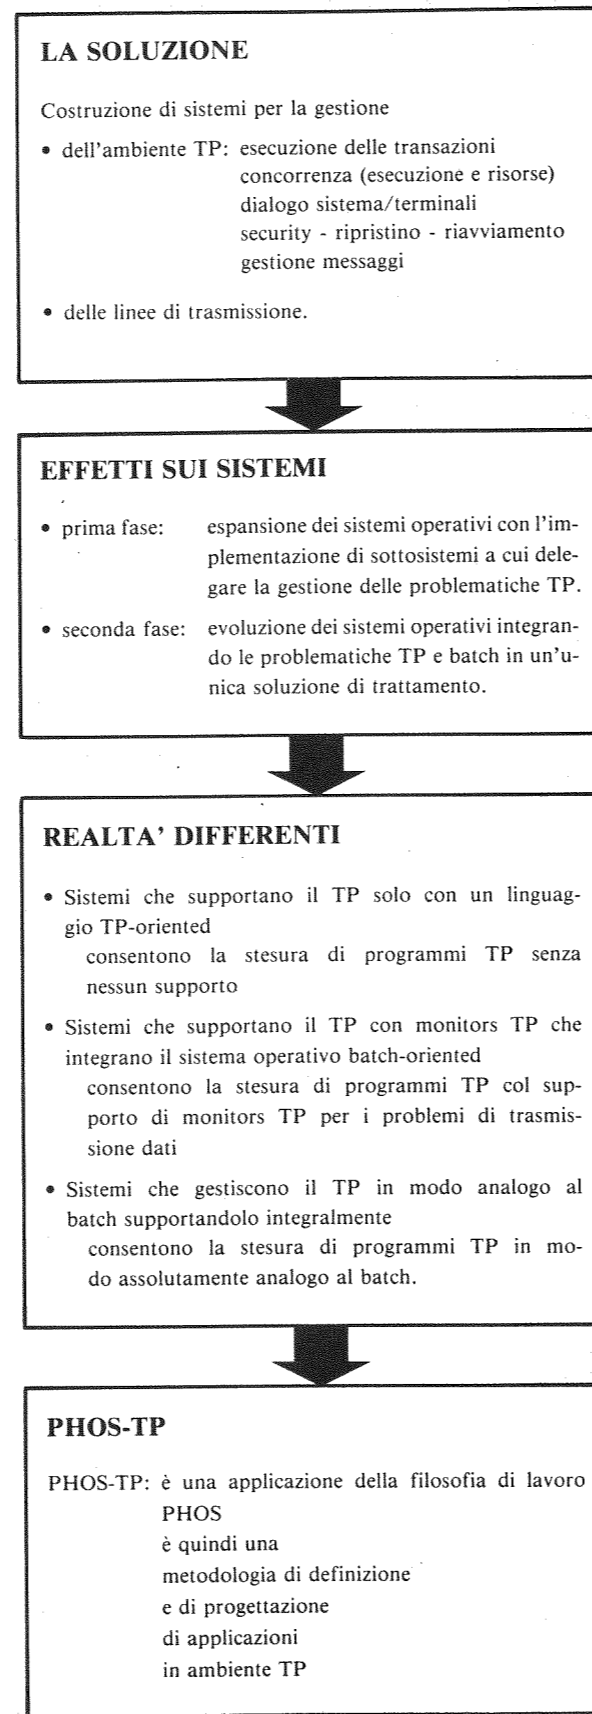 LA SOLUZIONE
Costruzione di sistemi per la gestione
• dell'ambiente TP: esecuzione delle transazioni
concorrenza (esecuzione e risorse)
dialogo sistema/terminali
security - ripristino - riavviamento
gestione messaggi
• delle linee di trasmissione.
EFFETTI SUI SISTEMI
• prima fase: espansione dei sistemi operativi con l'im-
plementazione di sottosistemi a cui dele-
gare la gestione delle problematiche TP.
• seconda fase: evoluzione dei sistemi operativi integran-
do le problematiche TP e batch in un'u-
nica soluzione di trattamento.
REALTA' DIFFERENTI
• Sistemi che supportano il TP solo con un linguag-
gio TP-oriented
consentono la stesura di programmi TP senza
nessun supporto
• Sistemi che supportano il TP con monitors TP che
integrano il sistema operativo batch-oriented
consentono la stesura di programmi TP col sup-
porto di monitors TP per i problemi di trasmis-
sione dati
• Sistemi che gestiscono il TP in modo analogo al
batch supportandolo integralmente
consentono la stesura di programmi TP in mo-
do assolutamente analogo al batch.
PHOS-TP
PHOS-TP: è una applicazione della filosofia di lavoro
PHOS
è quindi una
metodologia di definizione
e di progettazione
di applicazioni
in ambiente TP